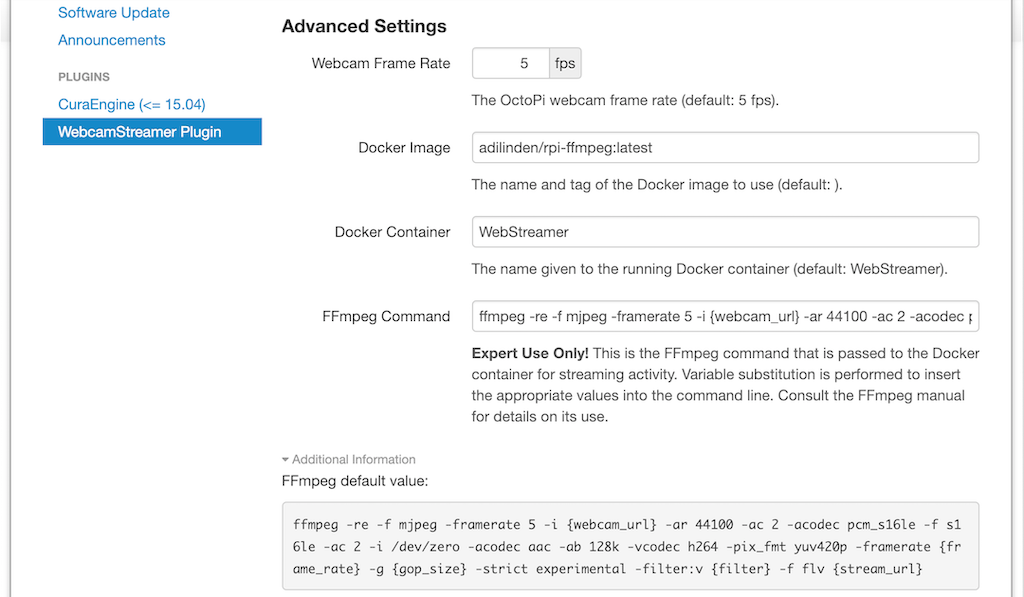 Software Update
Announcements
PLUGINS
CuraEngine (<= 15.04)
WebcamStreamer Plugin
Advanced Settings
Webcam Frame Rate 5 fps
The OctoPi webcam frame rate (default: 5 fps).
Docker Image adilinden/rpi-ffmpeg:latest
The name and tag of the Docker image to use (default: ).
Docker Container WebStreamer
The name given to the running Docker container (default: WebStreamer).
FFmpeg Command ffmpeg -re -f mjpeg -framerate 5 -i {webcam_url} -ar 44100 -ac 2 -acodec p
Expert Use Only! This is the FFmpeg command that is passed to the Docker
container for streaming activity. Variable substitution is performed to insert
the appropriate values into the command line. Consult the FFmpeg manual
for details on its use.
Additional Information
FFmpeg default value:
ffmpeg -re -f mjpeg -framerate 5 -i {webcam_url} -ar 44100 -ac 2 -acodec pcm_s16le -f s1
6le -ac 2 -i /dev/zero -acodec aac -ab 128k -vcodec h264 -pix_fmt yuv420p -framerate {fr
ame_rate} -g {gop_size} -strict experimental -filter:v {filter} -f flv {stream_url}